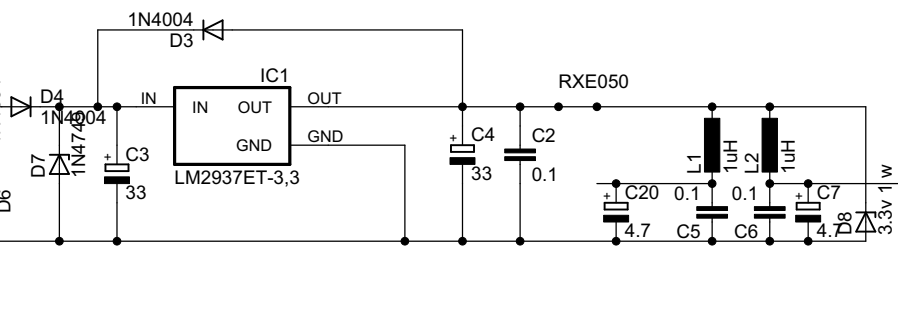 1N4004
D3
IC1
RXE050
D4
1N4004
IN
IN
OUT
OUT
GND
GND
LM2937ET-3,3
D7
1N474
C3
+
33
C4
+
33
C2
0.1
L1
1uH
L2
1uH
C20
+
4.7
0.1
C5
0.1
C6
C7
+
4.7
D8
3.3v 1 w
D6